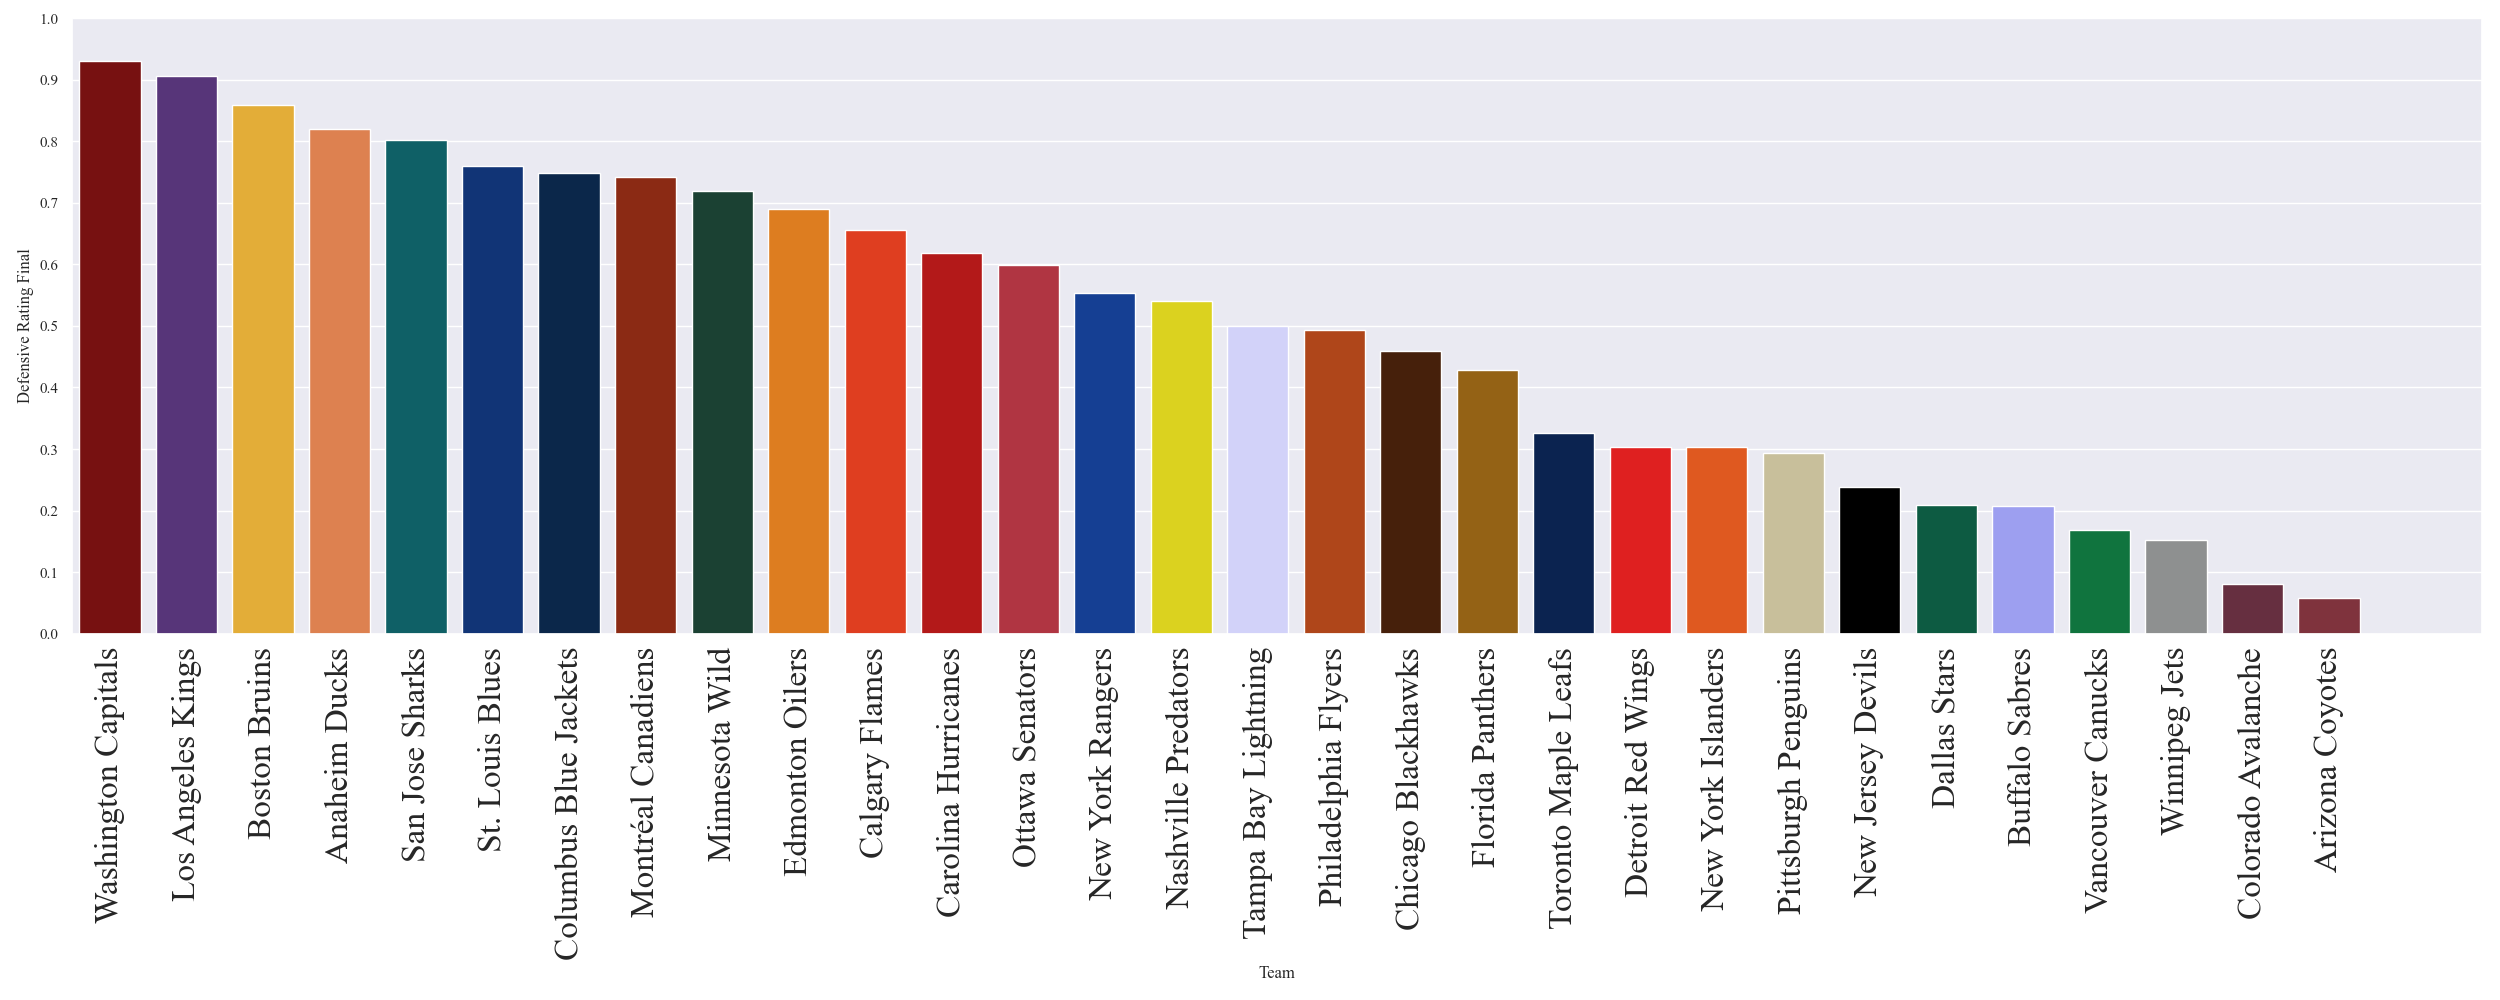 1.0
0.9
0.8
0.7
0.6
0.5
0.4
0.3
0.2
0.1
0.0
Defensive Rating Final
Washington Capitals
Los Angeles Kings
Boston Bruins
Anaheim Ducks
San Jose Sharks
St. Louis Blues
Columbus Blue Jackets
Montréal Canadiens
Minnesota Wild
Edmonton Oilers
Calgary Flames
Carolina Hurricanes
Ottawa Senators
New York Rangers
Nashville Predators
Tampa Bay Lightning
Philadelphia Flyers
Chicago Blackhawks
Florida Panthers
Toronto Maple Leafs
Detroit Red Wings
New York Islanders
Pittsburgh Penguins
New Jersey Devils
Dallas Stars
Buffalo Sabres
Vancouver Canucks
Winnipeg Jets
Colorado Avalanche
Arizona Coyotes
Team